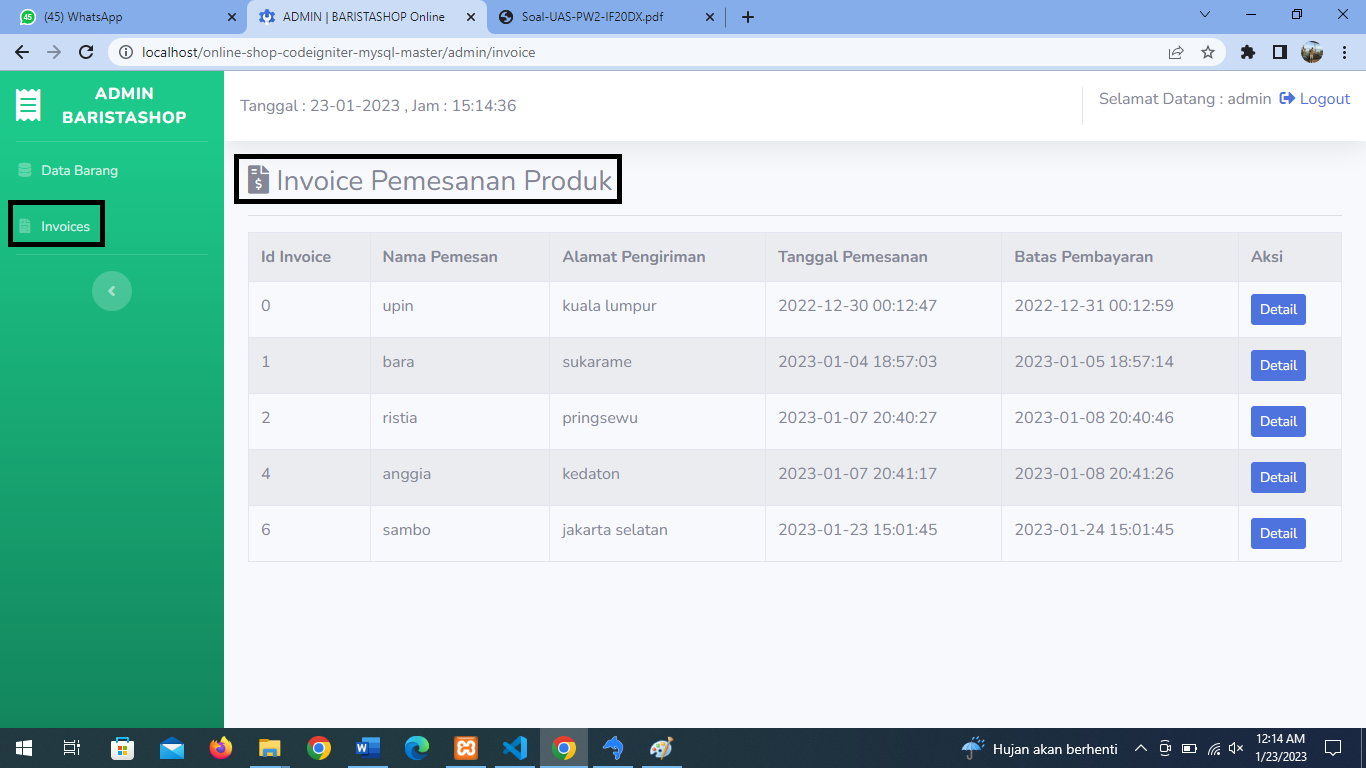 (45) WhatsApp
ADMIN | BARISTASHOP Online
Soal-UAS-PW2-IF20DX.pdf
localhost/online-shop-codeigniter-mysql-master/admin/invoice
ADMIN
BARISTASHOP
Tanggal : 23-01-2023 , Jam : 15:14:36
Selamat Datang : admin Logout
Data Barang
Invoices
Invoice Pemesanan Produk
Id Invoice Nama Pemesan Alamat Pengiriman Tanggal Pemesanan Batas Pembayaran Aksi
0 upin kuala lumpur 2022-12-30 00:12:47 2022-12-31 00:12:59 Detail
1 bara sukarame 2023-01-04 18:57:03 2023-01-05 18:57:14 Detail
2 ristia pringsewu 2023-01-07 20:40:27 2023-01-08 20:40:46 Detail
4 anggia kedaton 2023-01-07 20:41:17 2023-01-08 20:41:26 Detail
6 sambo jakarta selatan 2023-01-23 15:01:45 2023-01-24 15:01:45 Detail
Hujan akan berhenti
12:14 AM
1/23/2023